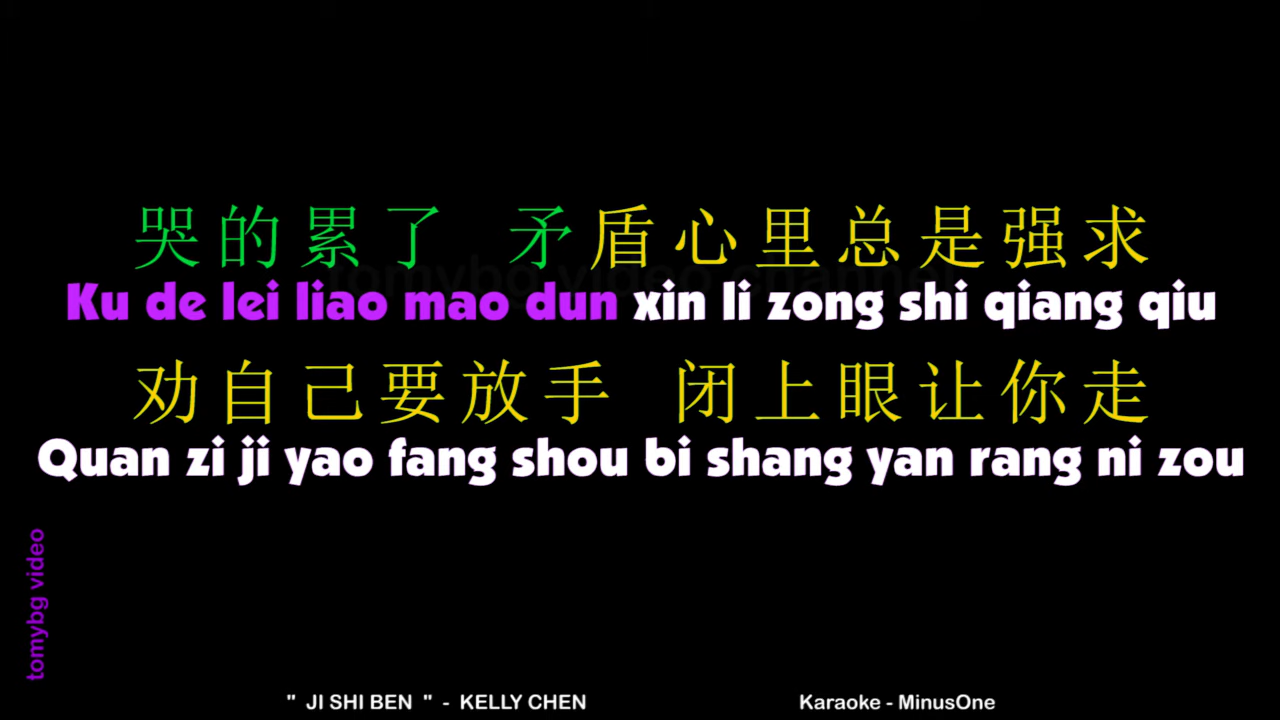 哭的累了 矛盾心里总是强求
Ku de lei liao mao dun xin li zong shi qiang qiu
劝自己要放手 闭上眼让你走
Quan zi ji yao fang shou bi shang yan rang ni zou
tomybg video
" JI SHI BEN " - KELLY CHEN
Karaoke - MinusOne
tomybg video channel